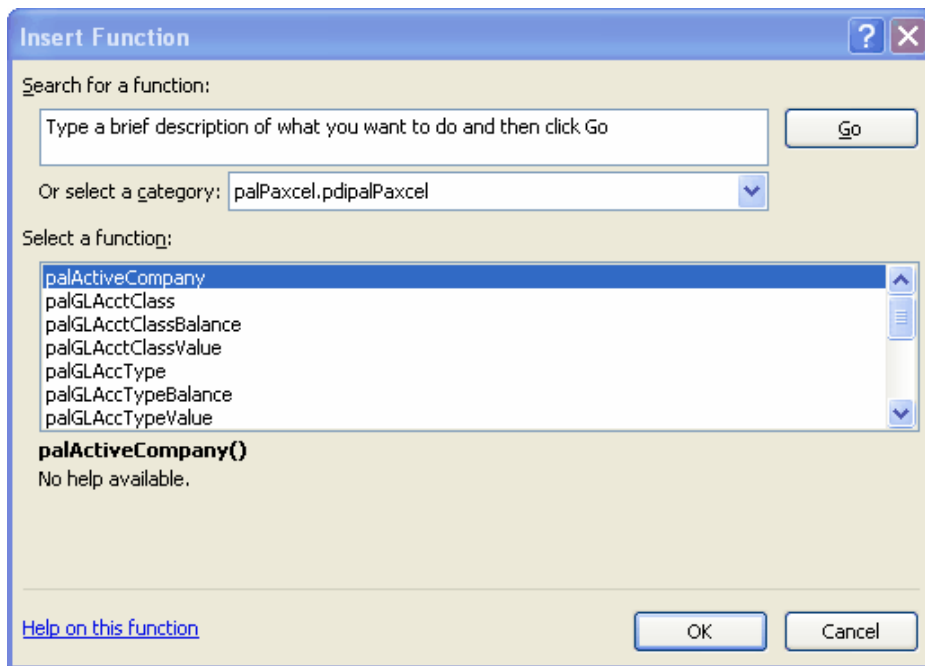 Insert Function
Search for a function:
Type a brief description of what you want to do and then click Go
Go
Or select a category: palPaxcel.pdipalPaxcel
Select a function:
palActiveCompany
palGLAcctClass
palGLAcctClassBalance
palGLAcctClassValue
palGLAccType
palGLAccTypeBalance
palGLAccTypeValue
palActiveCompany()
No help available.
Help on this function
OK
Cancel